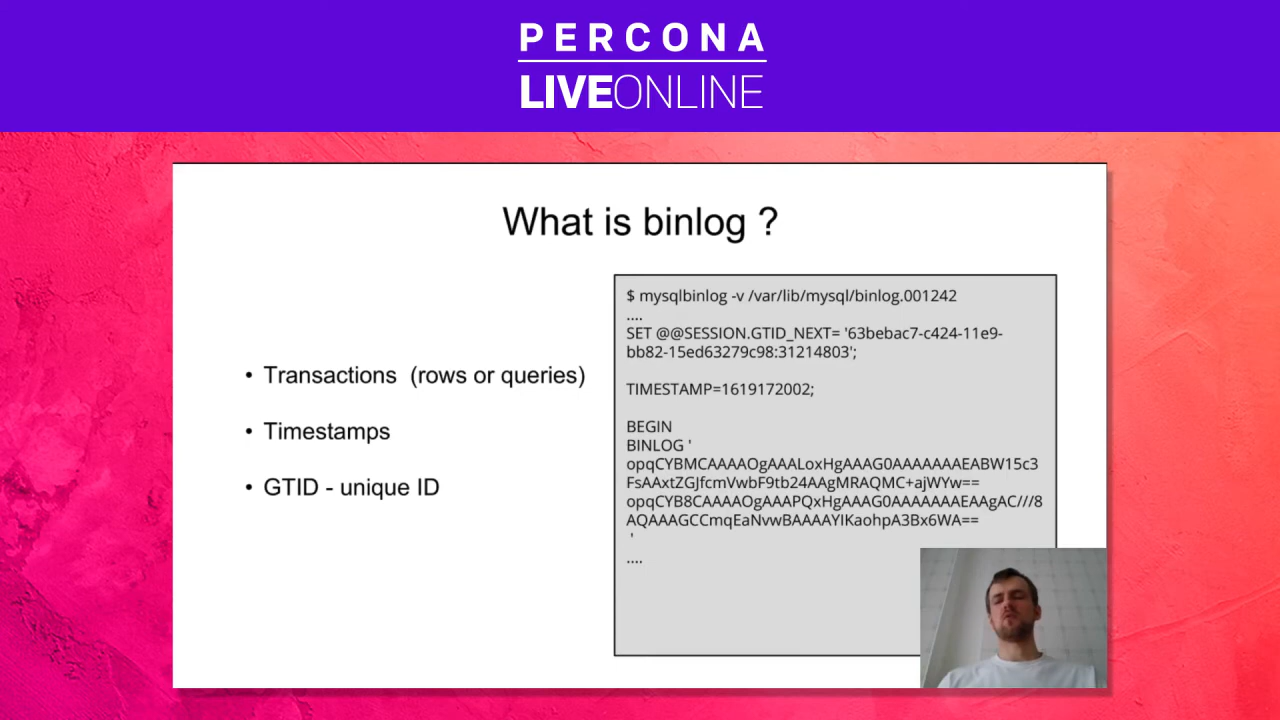 PERCONA
LIVEONLINE
What is binlog ?
• Transactions (rows or queries)
• Timestamps
• GTID - unique ID
$ mysqlbinlog -v /var/lib/mysql/binlog.001242
....
SET @@SESSION.GTID_NEXT= '63bebac7-c424-11e9-
bb82-15ed63279c98:31214803';
TIMESTAMP=1619172002;
BEGIN
BINLOG '
opqCYBMCAAAAOgAAALoxHgAAAG0AAAAAAAEABW15c3
FsAAxtZGJfcmVwbF9tb24AAgMRAQMC+ajWYw==
opqCYB8CAAAAOgAAAPQxHgAAAG0AAAAAAAEAAgAC///8
AQAAAGCCmqEaNvwBAAAAYIKaohpA3Bx6WA==
'
....